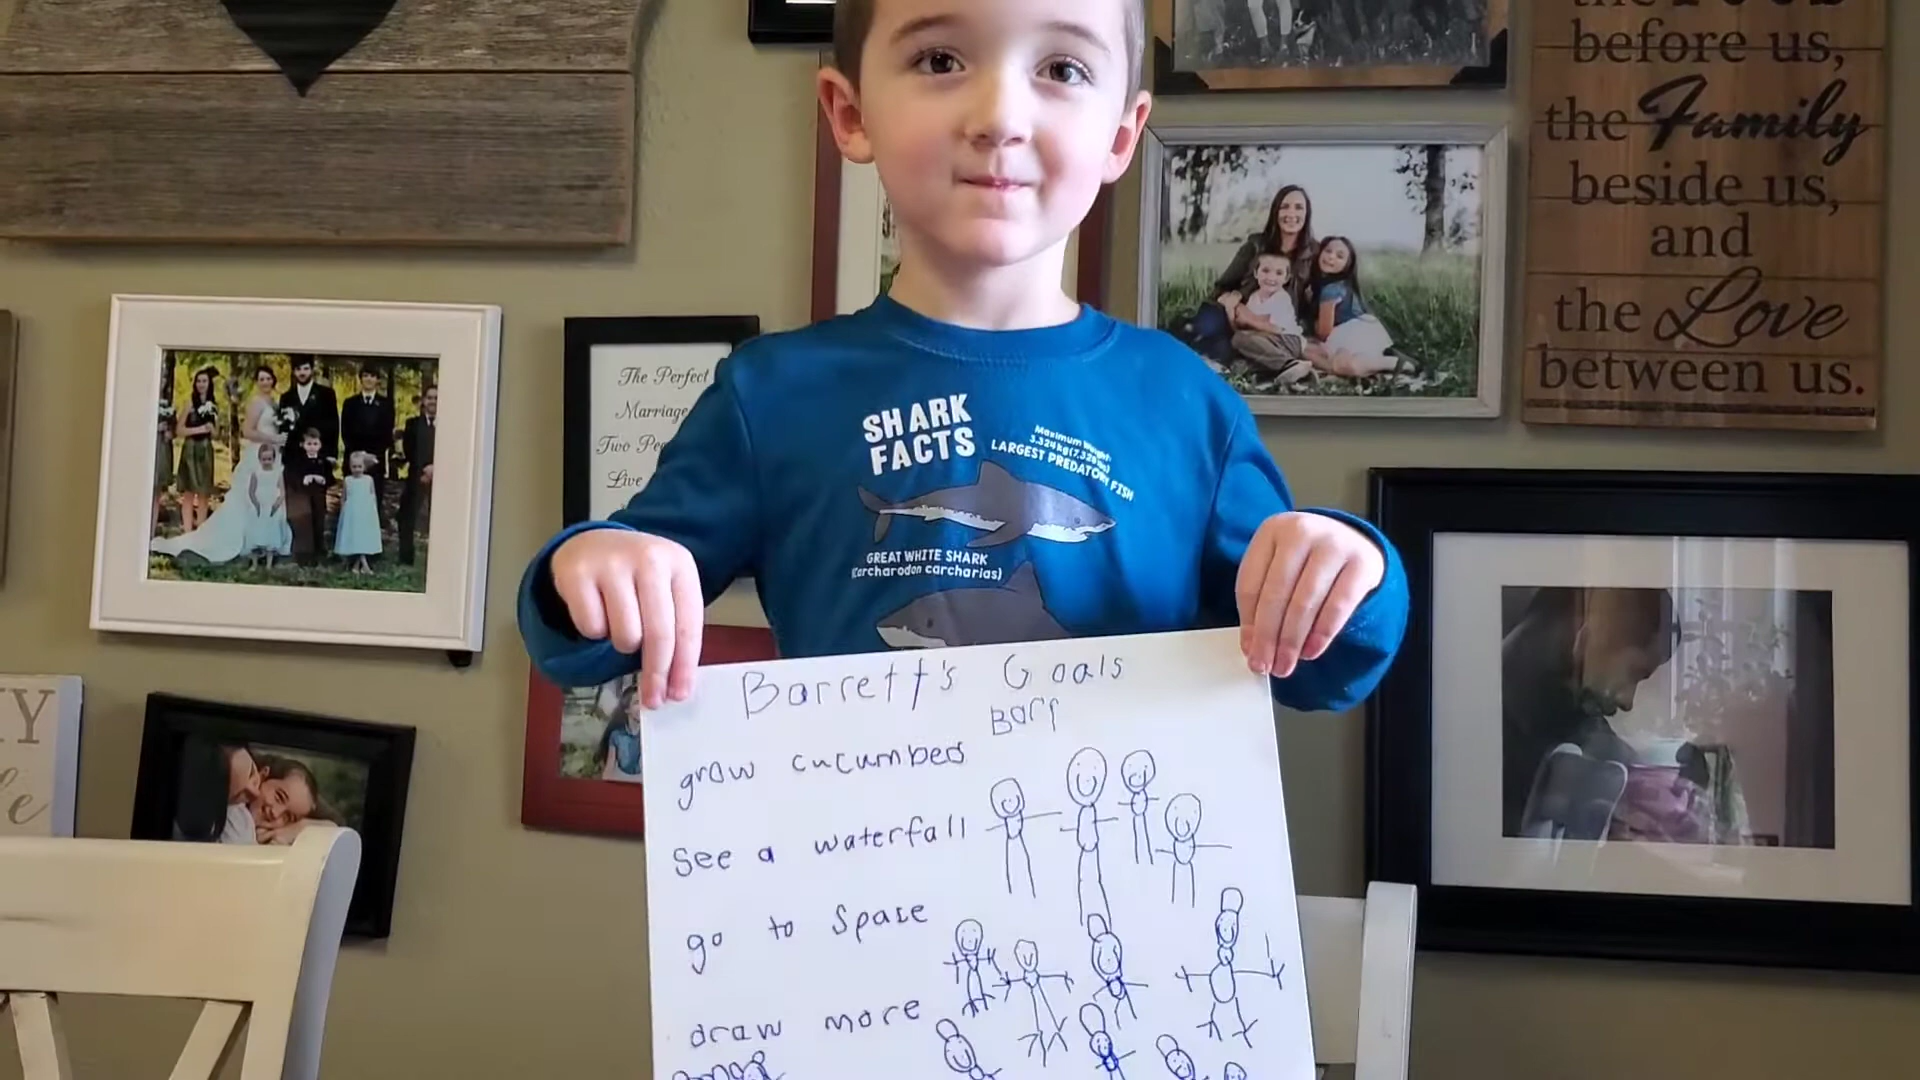 before us,
the Family
beside us,
and
the Love
between us.
The Perfect
Marriage
Two
Live
SHARK
FACTS
Maximum Weight:
LARGEST PREDATORY FISH
GREAT WHITE SHARK
(Carcharodon carcharias)
Barrett's Goals
Barr
grow cucumbers
see a waterfall
go to Space
draw more